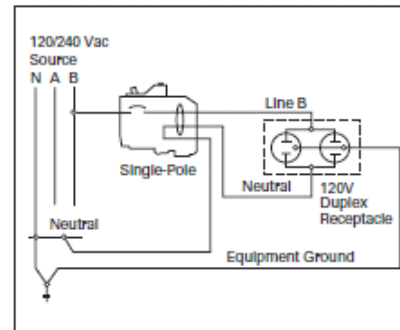 120/240 Vac
Source
N A B
Line B
Single-Pole
Neutral
120V
Duplex
Receptacle
Neutral
Equipment Ground